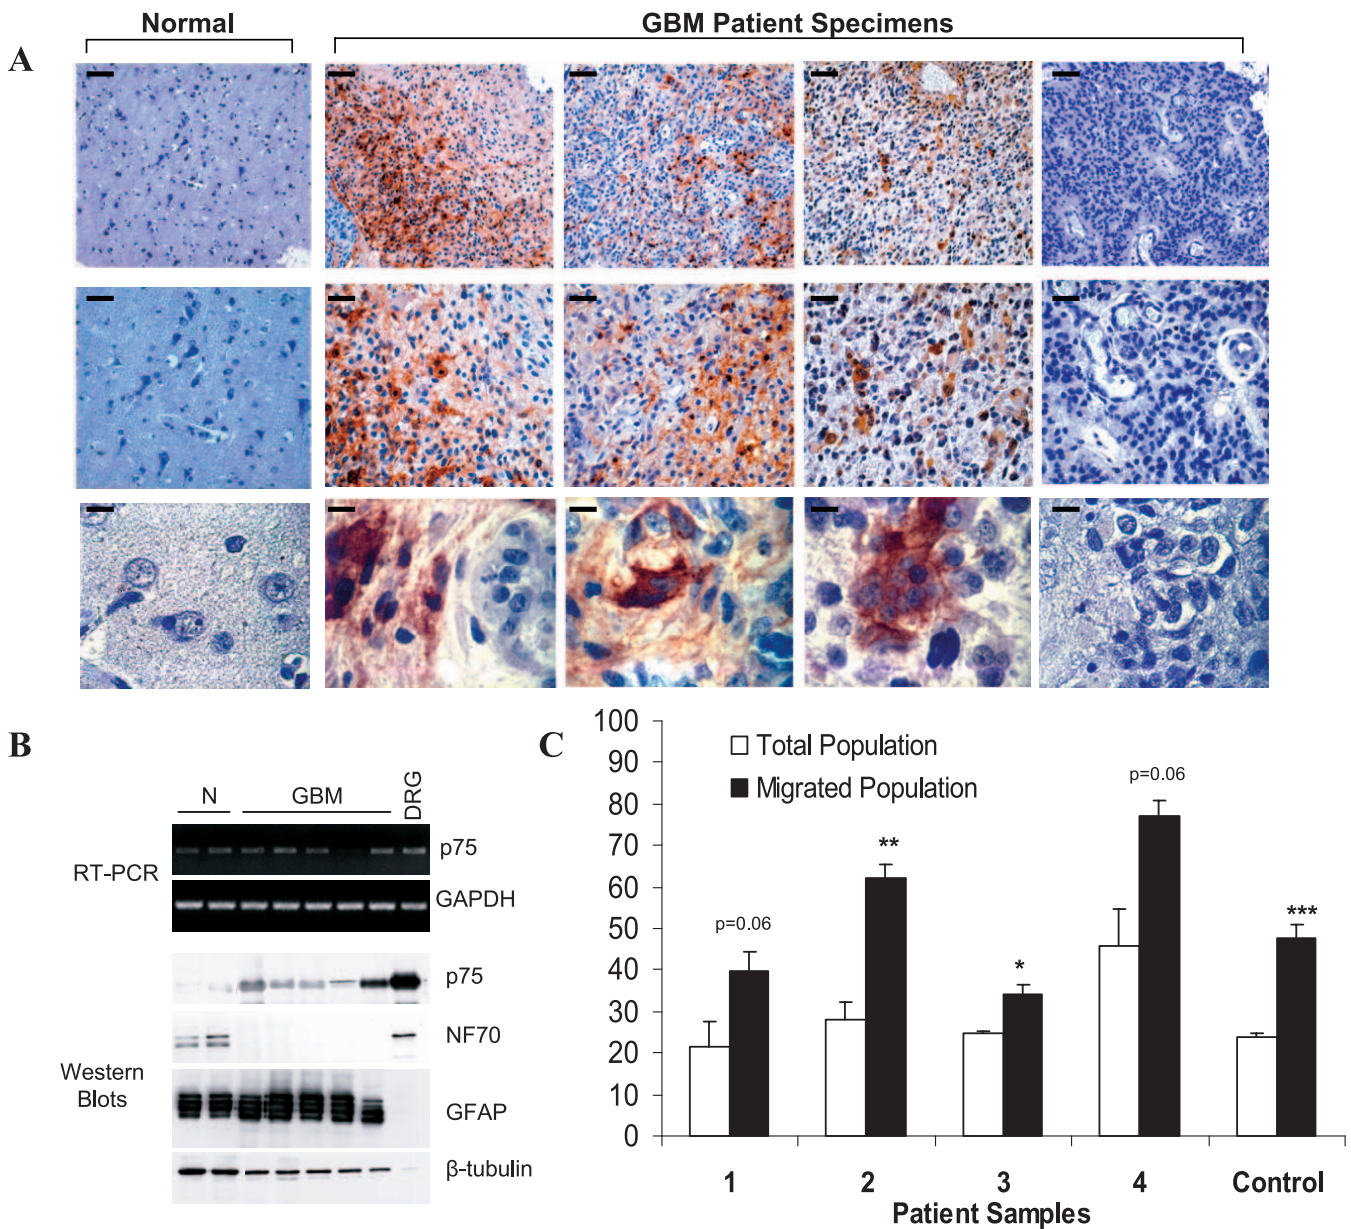 Normal
GBM Patient Specimens
A
B
N
GBM
DRG
RT-PCR
p75
GAPDH
p75
NF70
Western
Blots
GFAP
β-tubulin
C
100
90
80
70
60
50
40
30
20
10
0
Total Population
Migrated Population
p=0.06
**
*
p=0.06
***
1
2
3
4
Control
Patient Samples